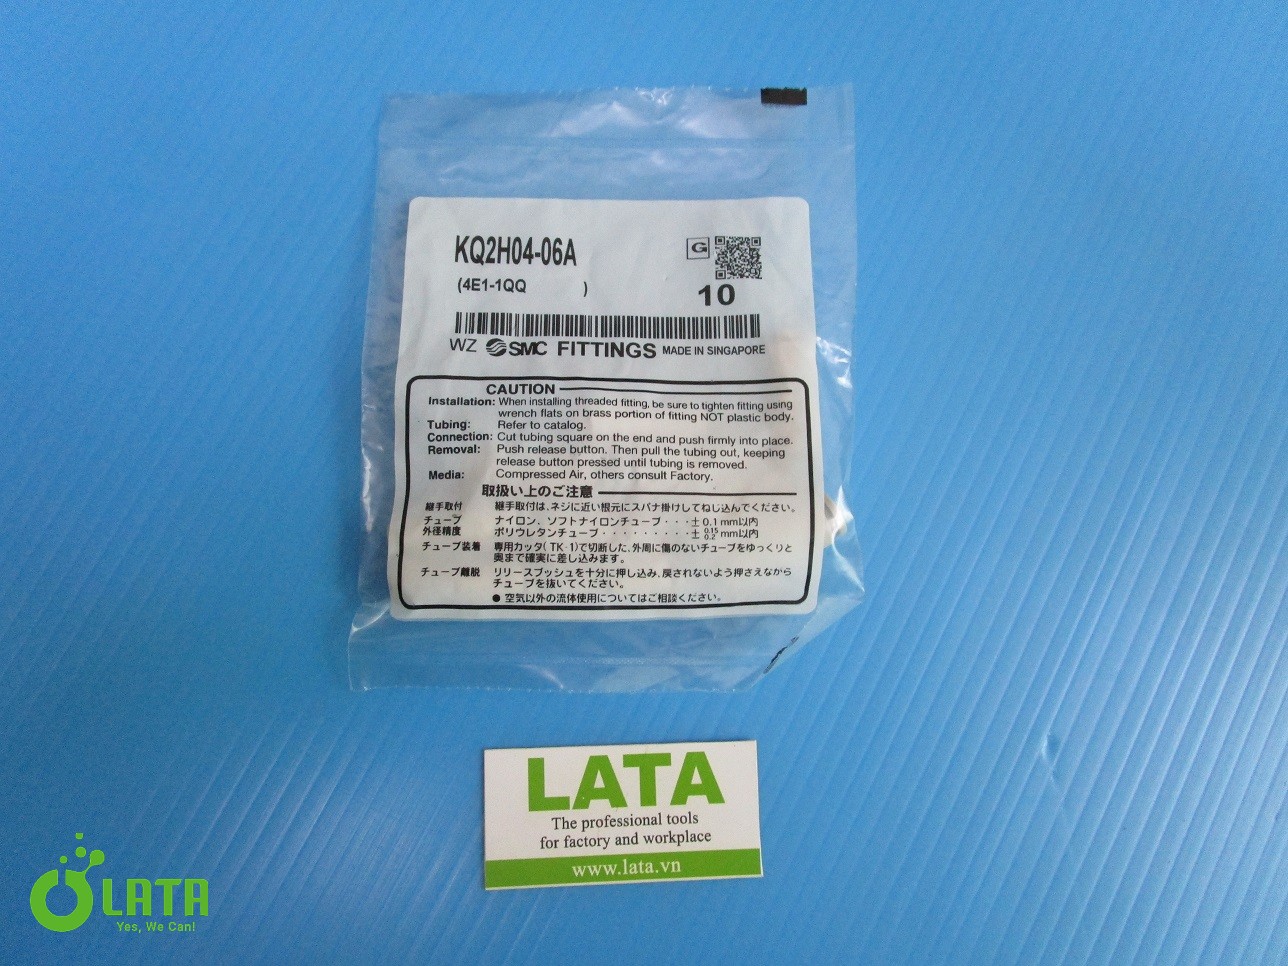 KQ2H04-06A
G
(4E1-1QQ )
10
WZ SMC FITTINGS MADE IN SINGAPORE
CAUTION
Installation: When installing threaded fitting, be sure to tighten fitting using
wrench flats on brass portion of fitting NOT plastic body.
Tubing: Refer to catalog.
Connection: Cut tubing square on the end and push firmly into place.
Removal: Push release button. Then pull the tubing out, keeping
release button pressed until tubing is removed.
Media: Compressed Air, others consult Factory.
取扱い上のご注意
継手取付 継手取付は、ネジに近い根元にスパナ掛けしてねじ込んでください。
チューブ ナイロン、ソフトナイロンチューブ・・・± 0.1 mm以内
外径精度 ポリウレタンチューブ・・・・・・・・・± 0.15 0.2 mm以内
チューブ装着 専用カッタ(TK-1)で切断した、外周に傷のないチューブをゆっくりと
奥まで確実に差し込みます。
チューブ離脱 リリースブッシュを十分に押し込み、戻されないよう押さえながら
チューブを抜いてください。
● 空気以外の流体使用についてはご相談ください。
LATA
The professional tools
for factory and workplace
www.lata.vn
LATA
Yes, We Can!